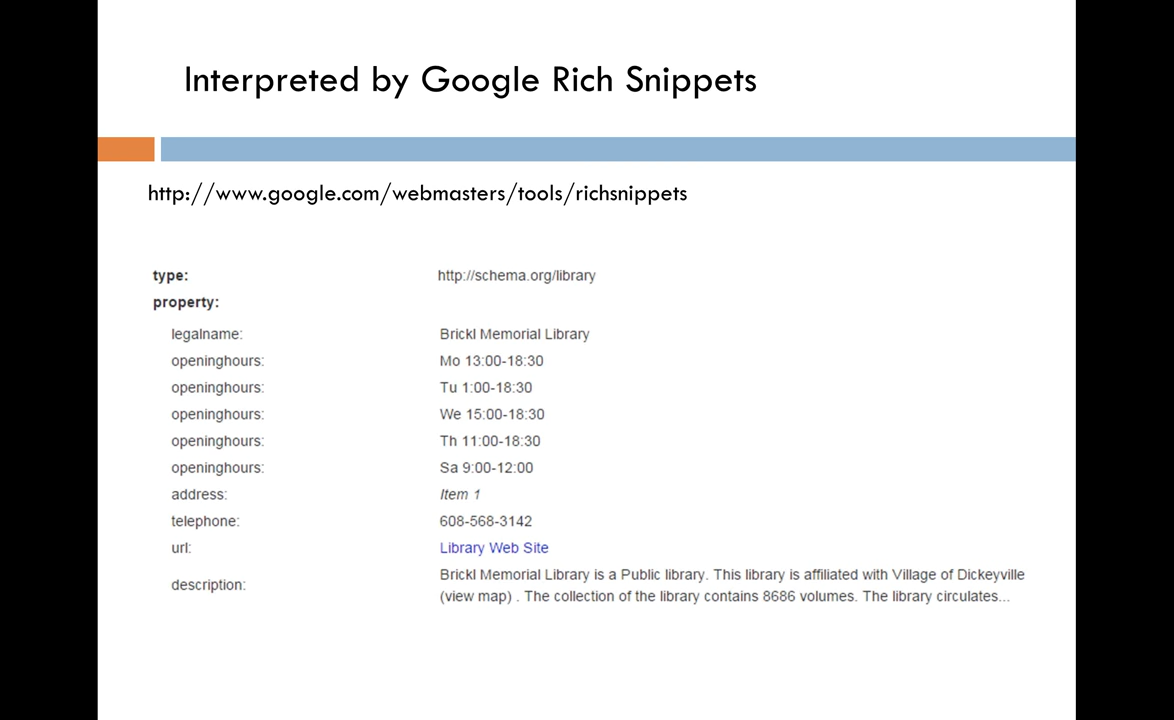 Interpreted by Google Rich Snippets
http://www.google.com/webmasters/tools/richsnippets
type: http://schema.org/library
property:
legalname: Brickl Memorial Library
openinghours: Mo 13:00-18:30
openinghours: Tu 1:00-18:30
openinghours: We 15:00-18:30
openinghours: Th 11:00-18:30
openinghours: Sa 9:00-12:00
address: Item 1
telephone: 608-568-3142
url: Library Web Site
description: Brickl Memorial Library is a Public library. This library is affiliated with Village of Dickeyville
(view map) . The collection of the library contains 8686 volumes. The library circulates...